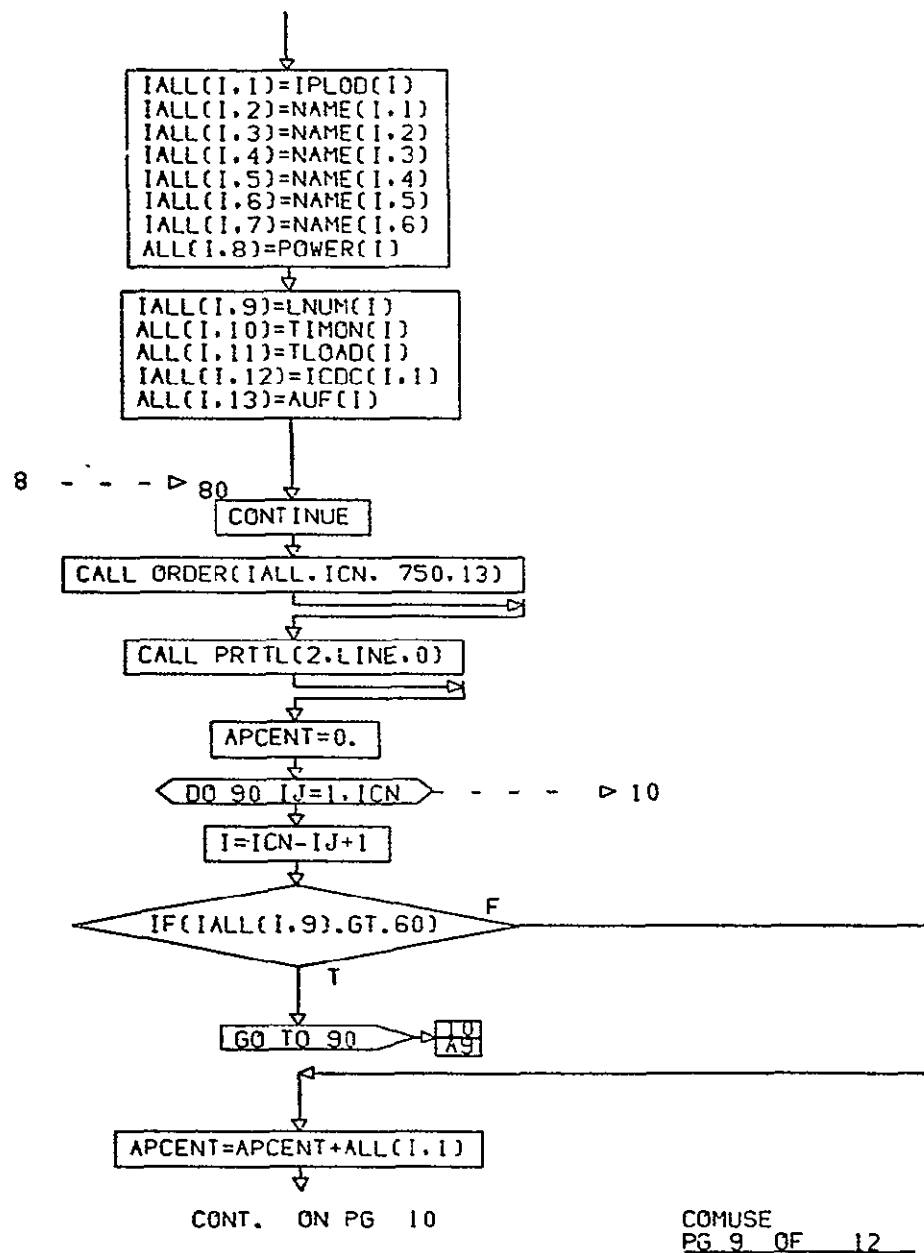 IALL(I,1)=IPLOD(I)
IALL(I,2)=NAME(I,1)
IALL(I,3)=NAME(I,2)
IALL(I,4)=NAME(I,3)
IALL(I,5)=NAME(I,4)
IALL(I,6)=NAME(I,5)
IALL(I,7)=NAME(I,6)
ALL(I,8)=POWER(I)
IALL(I,9)=LNUM(I)
ALL(I,10)=TIMON(I)
ALL(I,11)=TLOAD(I)
IALL(I,12)=ICDC(I,1)
ALL(I,13)=AUF(I)
8 - - - 80
CONTINUE
CALL ORDER(IALL,ICN, 750,13)
CALL PRTTL(2,LINE,0)
APCENT=0.
DO 90 IJ=1,ICN - - - 10
I=ICN-IJ+1
IF(IALL(I,9).GT.60) F
T
GO TO 90
10
A9
APCENT=APCENT+ALL(I,1)
CONT. ON PG 10
COMUSE
PG 9 OF 12